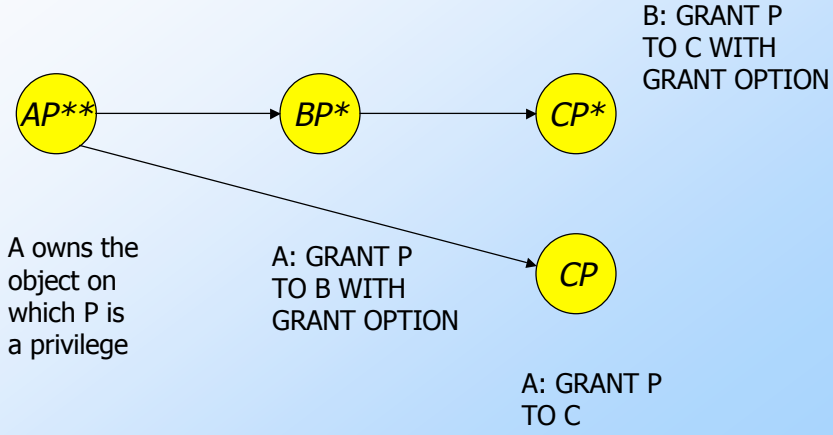 B: GRANT P
TO C WITH
GRANT OPTION
AP**
BP*
CP*
A owns the
object on
which P is
a privilege
A: GRANT P
TO B WITH
GRANT OPTION
CP
A: GRANT P
TO C